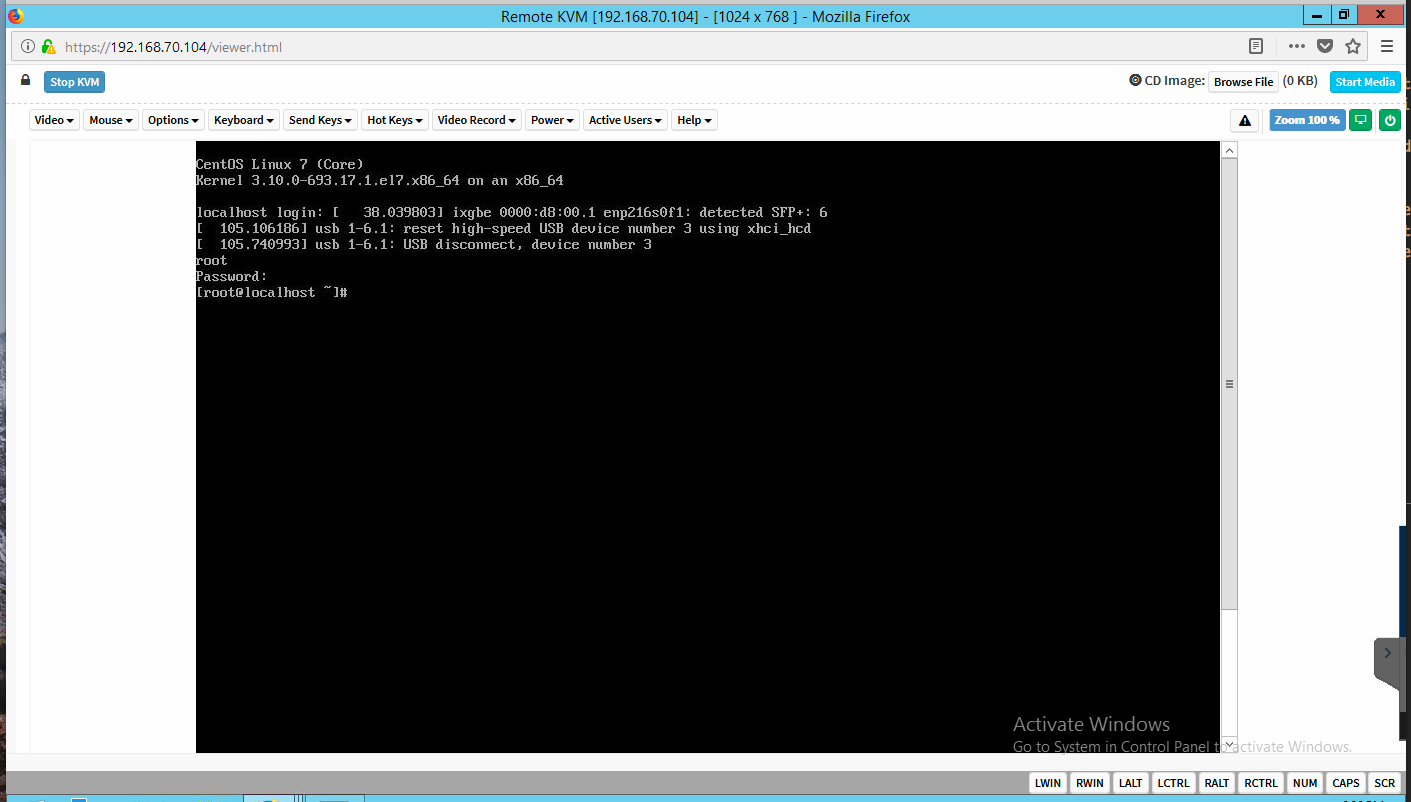 Remote KVM [192.168.70.104] - [1024 x 768 ] - Mozilla Firefox
https://192.168.70.104/viewer.html
Stop KVM
CD Image: Browse File (0 KB) Start Media
Video Mouse Options Keyboard Send Keys Hot Keys Video Record Power Active Users Help Zoom 100 %
CentOS Linux 7 (Core)
Kernel 3.10.0-693.17.1.el7.x86_64 on an x86_64
localhost login: [   38.039803] ixgbe 0000:d8:00.1 enp216s0f1: detected SFP+: 6
[  105.106186] usb 1-6.1: reset high-speed USB device number 3 using xhci_hcd
[  105.740993] usb 1-6.1: USB disconnect, device number 3
root
Password:
[root@localhost ~]#
Activate Windows
Go to System in Control Panel to activate Windows.
LWIN RWIN LALT LCTRL RALT RCTRL NUM CAPS SCR